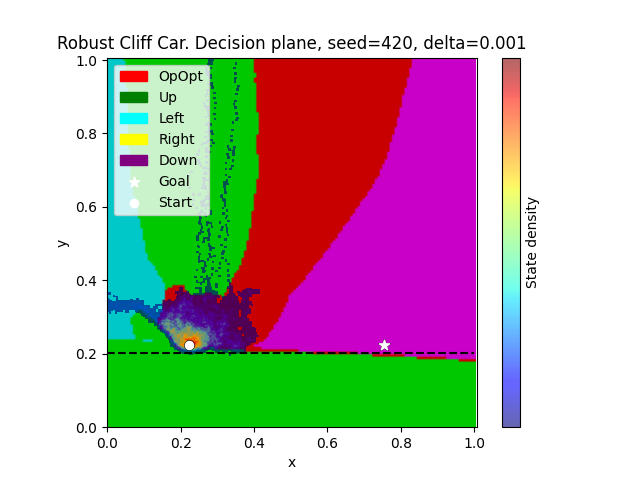 Robust Cliff Car. Decision plane, seed=420, delta=0.001
1.0
0.8
0.6
0.4
0.2
0.0
y
OpOpt
Up
Left
Right
Down
Goal
Start
0.0 0.2 0.4 0.6 0.8 1.0
x
State density